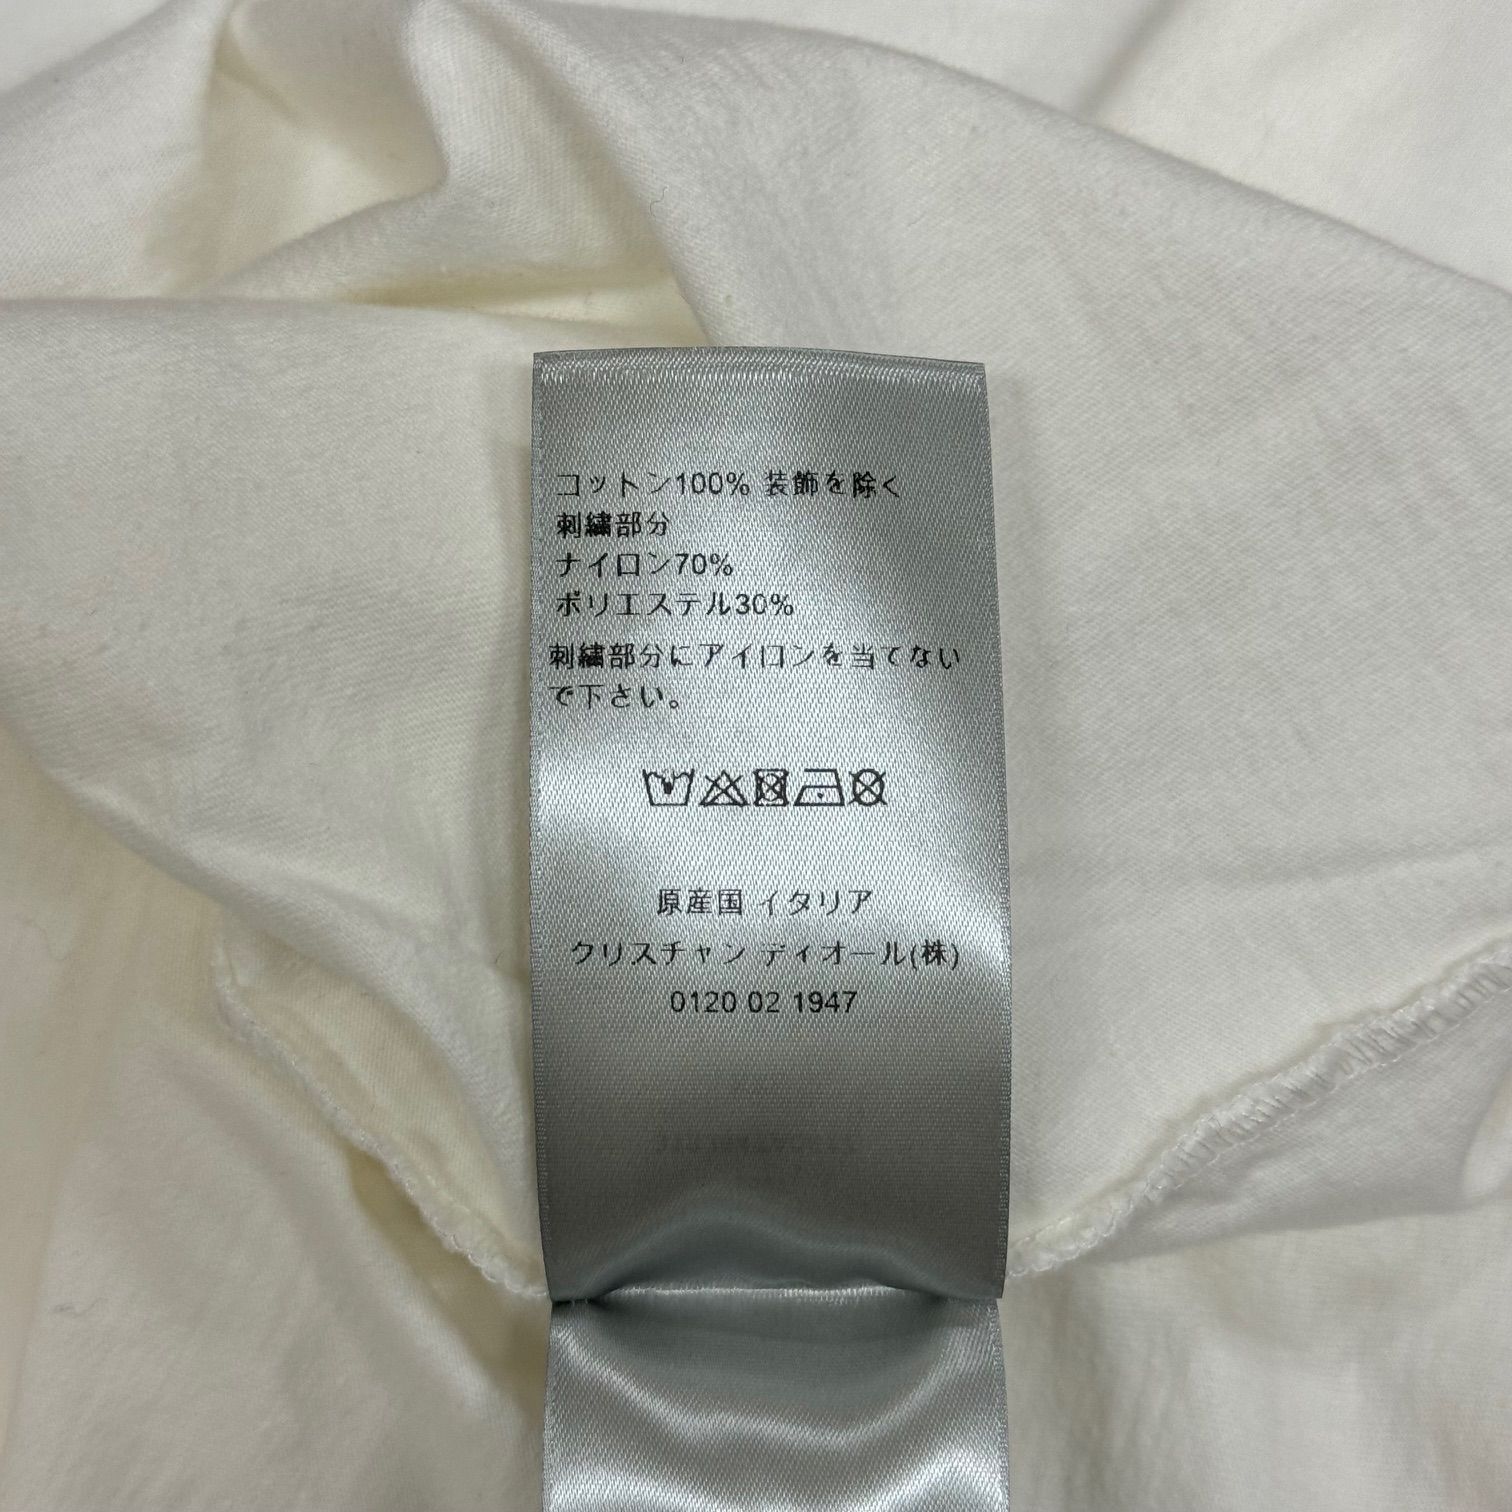 コットン100% 装飾を除く
刺繍部分
ナイロン70%
ポリエステル30%
刺繍部分にアイロンを当てない
で下さい。
原産国 イタリア
クリスチャン ディオール(株)
0120 02 1947